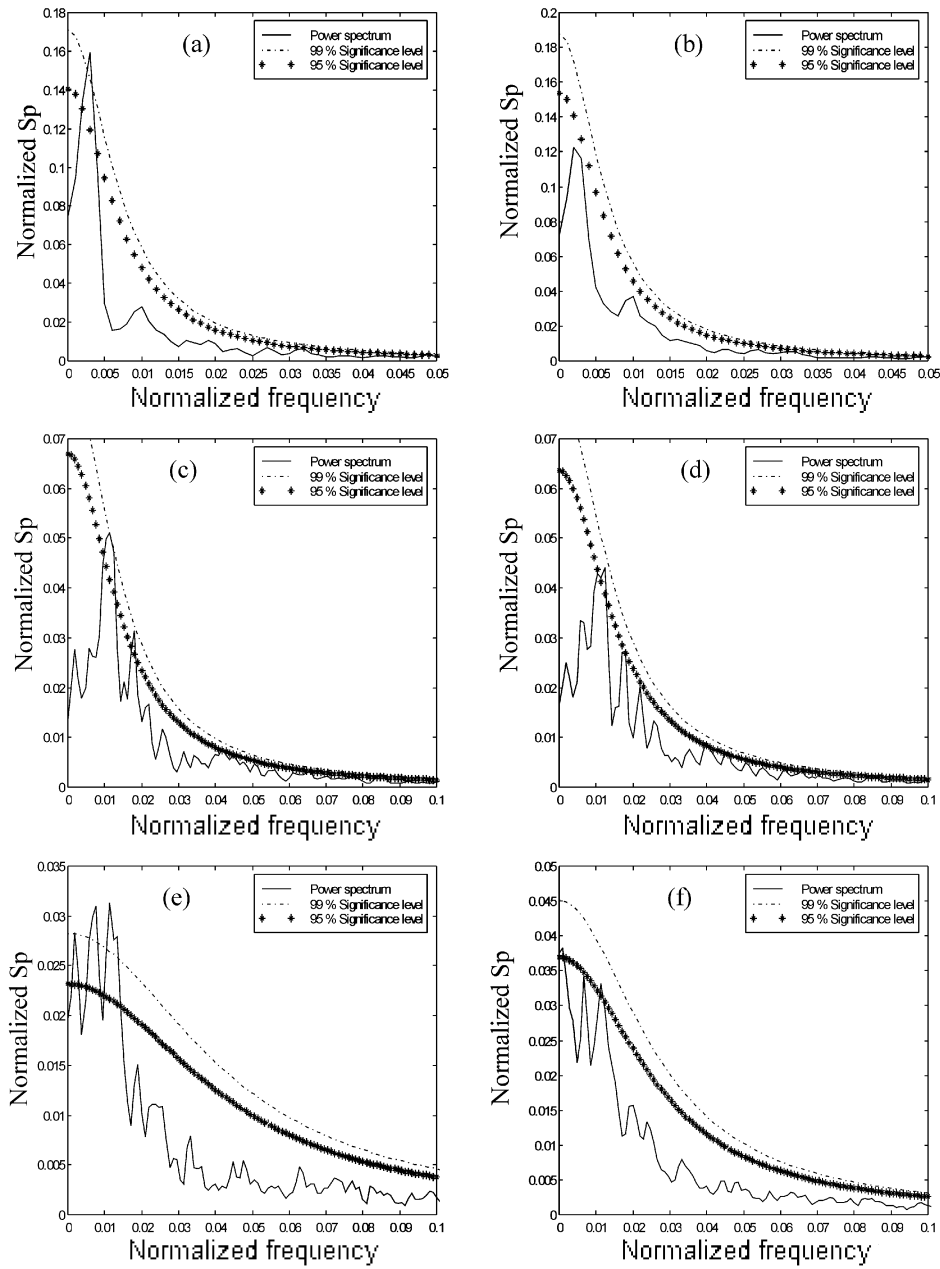 (a)
Power spectrum
99 % Significance level
95 % Significance level
0.18
0.16
0.14
0.12
0.1
0.08
0.06
0.04
0.02
0
Normalized Sp
0 0.005 0.01 0.015 0.02 0.025 0.03 0.035 0.04 0.045 0.05
Normalized frequency
(b)
Power spectrum
99 % Significance level
95 % Significance level
0.2
0.18
0.16
0.14
0.12
0.1
0.08
0.06
0.04
0.02
0
Normalized Sp
0 0.005 0.01 0.015 0.02 0.025 0.03 0.035 0.04 0.045 0.05
Normalized frequency
(c)
Power spectrum
99 % Significance level
95 % Significance level
0.07
0.06
0.05
0.04
0.03
0.02
0.01
0
Normalized Sp
0 0.01 0.02 0.03 0.04 0.05 0.06 0.07 0.08 0.09 0.1
Normalized frequency
(d)
Power spectrum
99 % Significance level
95 % Significance level
0.07
0.06
0.05
0.04
0.03
0.02
0.01
0
Normalized Sp
0 0.01 0.02 0.03 0.04 0.05 0.06 0.07 0.08 0.09 0.1
Normalized frequency
(e)
Power spectrum
99 % Significance level
95 % Significance level
0.035
0.03
0.025
0.02
0.015
0.01
0.005
0
Normalized Sp
0 0.01 0.02 0.03 0.04 0.05 0.06 0.07 0.08 0.09 0.1
Normalized frequency
(f)
Power spectrum
99 % Significance level
95 % Significance level
0.05
0.045
0.04
0.035
0.03
0.025
0.02
0.015
0.01
0.005
0
Normalized Sp
0 0.01 0.02 0.03 0.04 0.05 0.06 0.07 0.08 0.09 0.1
Normalized frequency